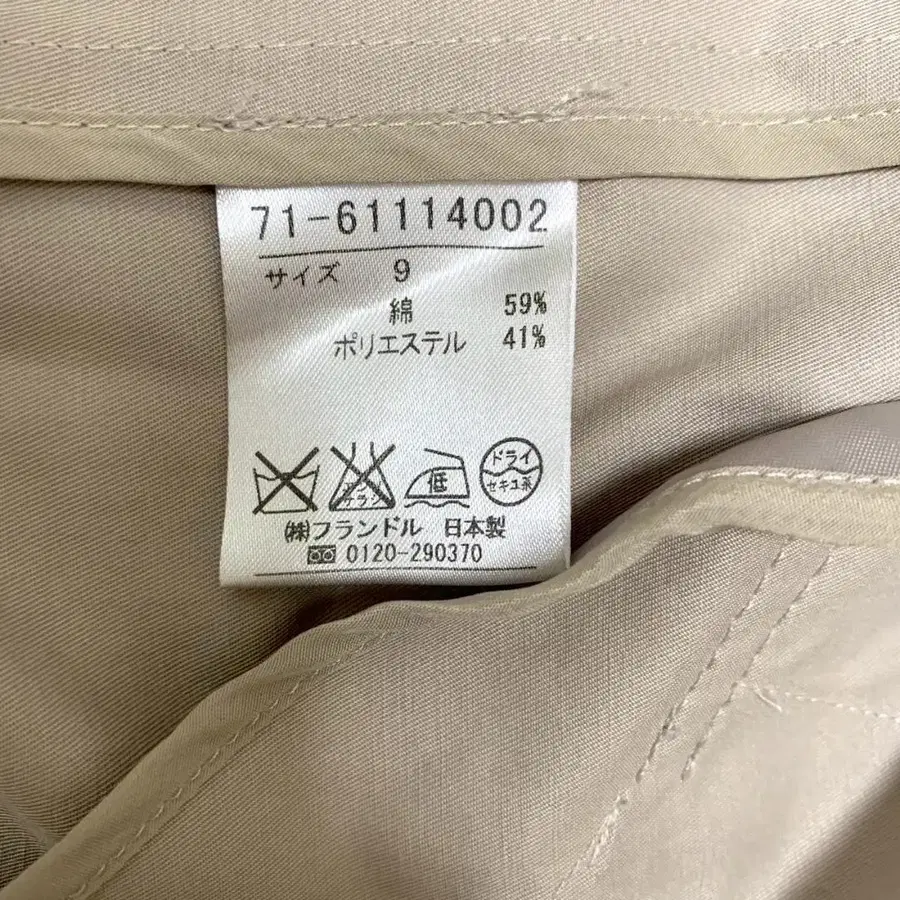 71-61114002
サイズ 9
綿 59%
ポリエステル 41%
低
ドライ
セキユ系
㈱フランドル 日本製
0120-290370